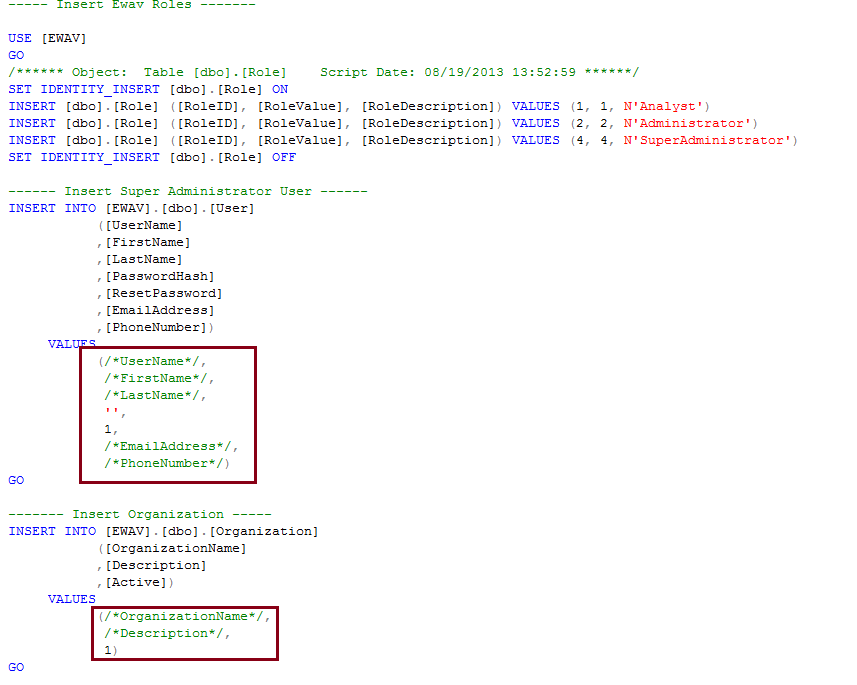 ----- Insert Ewav Roles -------
USE [EWAV]
GO
/****** Object:  Table [dbo].[Role]    Script Date: 08/19/2013 13:52:59 ******/
SET IDENTITY_INSERT [dbo].[Role] ON
INSERT [dbo].[Role] ([RoleID], [RoleValue], [RoleDescription]) VALUES (1, 1, N'Analyst')
INSERT [dbo].[Role] ([RoleID], [RoleValue], [RoleDescription]) VALUES (2, 2, N'Administrator')
INSERT [dbo].[Role] ([RoleID], [RoleValue], [RoleDescription]) VALUES (4, 4, N'SuperAdministrator')
SET IDENTITY_INSERT [dbo].[Role] OFF
------ Insert Super Administrator User ------
INSERT INTO [EWAV].[dbo].[User]
([UserName]
,[FirstName]
,[LastName]
,[PasswordHash]
,[ResetPassword]
,[EmailAddress]
,[PhoneNumber])
VALUES
(/*UserName*/,
/*FirstName*/,
/*LastName*/,
'',
1,
/*EmailAddress*/,
/*PhoneNumber*/)
GO
------- Insert Organization -----
INSERT INTO [EWAV].[dbo].[Organization]
([OrganizationName]
,[Description]
,[Active])
VALUES
(/*OrganizationName*/,
/*Description*/,
1)
GO